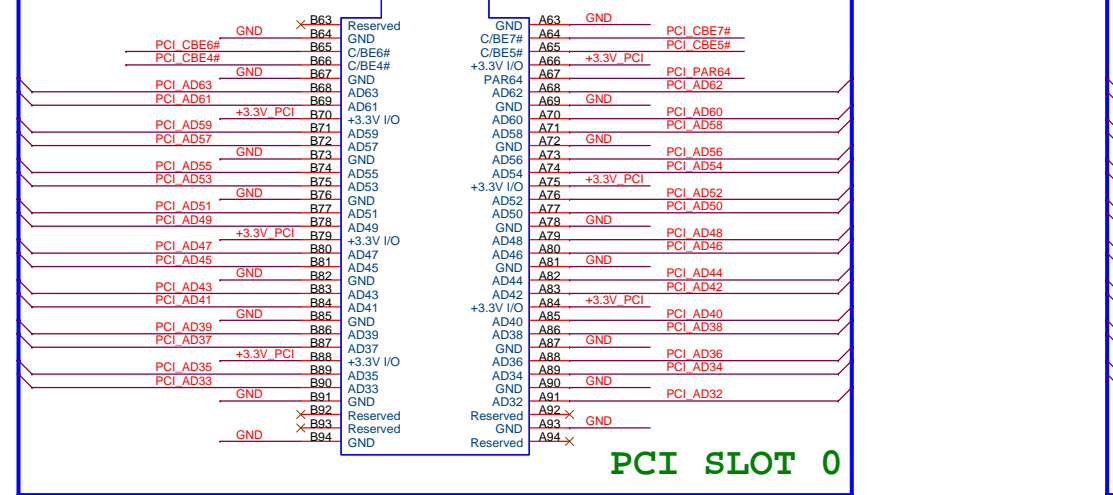 B63 Reserved GND A63 GND
GND B64 GND C/BE7# A64 PCI_CBE7#
PCI_CBE6# B65 C/BE6# C/BE5# A65 PCI_CBE5#
PCI_CBE4# B66 C/BE4# +3.3V I/O A66 +3.3V_PCI
GND B67 GND PAR64 A67 PCI_PAR64
PCI_AD63 B68 AD63 AD62 A68 PCI_AD62
PCI_AD61 B69 AD61 GND A69 GND
+3.3V_PCI B70 +3.3V I/O AD60 A70 PCI_AD60
PCI_AD59 B71 AD59 AD58 A71 PCI_AD58
PCI_AD57 B72 AD57 GND A72 GND
GND B73 GND AD56 A73 PCI_AD56
PCI_AD55 B74 AD55 AD54 A74 PCI_AD54
PCI_AD53 B75 AD53 +3.3V I/O A75 +3.3V_PCI
GND B76 GND AD52 A76 PCI_AD52
PCI_AD51 B77 AD51 AD50 A77 PCI_AD50
PCI_AD49 B78 AD49 GND A78 GND
+3.3V_PCI B79 +3.3V I/O AD48 A79 PCI_AD48
PCI_AD47 B80 AD47 AD46 A80 PCI_AD46
PCI_AD45 B81 AD45 GND A81 GND
GND B82 GND AD44 A82 PCI_AD44
PCI_AD43 B83 AD43 AD42 A83 PCI_AD42
PCI_AD41 B84 AD41 +3.3V I/O A84 +3.3V_PCI
GND B85 GND AD40 A85 PCI_AD40
PCI_AD39 B86 AD39 AD38 A86 PCI_AD38
PCI_AD37 B87 AD37 GND A87 GND
+3.3V_PCI B88 +3.3V I/O AD36 A88 PCI_AD36
PCI_AD35 B89 AD35 AD34 A89 PCI_AD34
PCI_AD33 B90 AD33 GND A90 GND
GND B91 GND AD32 A91 PCI_AD32
B92 Reserved Reserved A92
B93 Reserved GND A93 GND
GND B94 GND Reserved A94
PCI SLOT 0